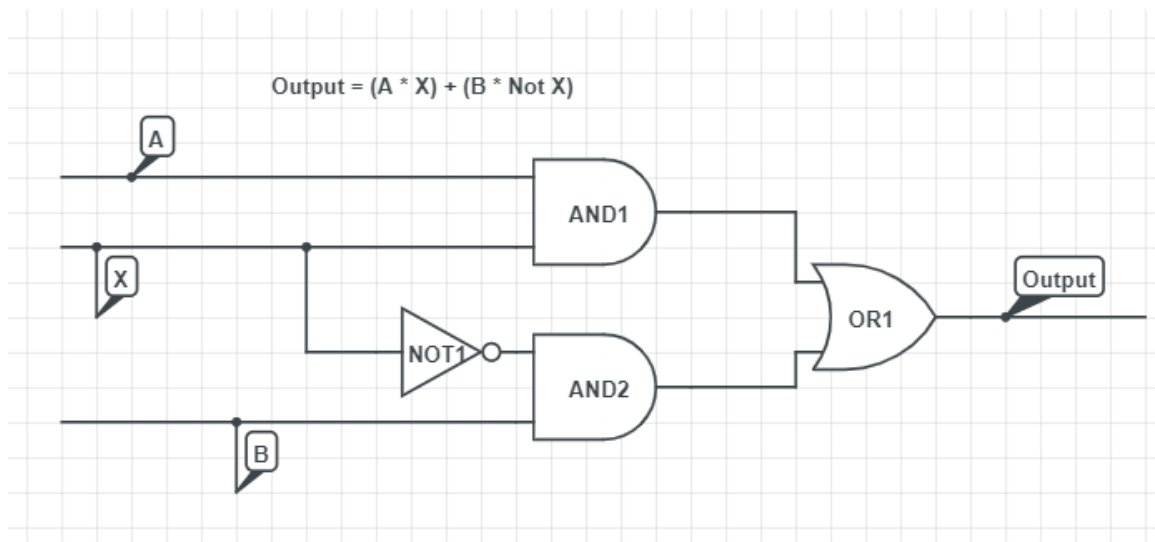 Output = (A * X) + (B * Not X)
A
AND1
X
Output
OR1
NOT1
AND2
B